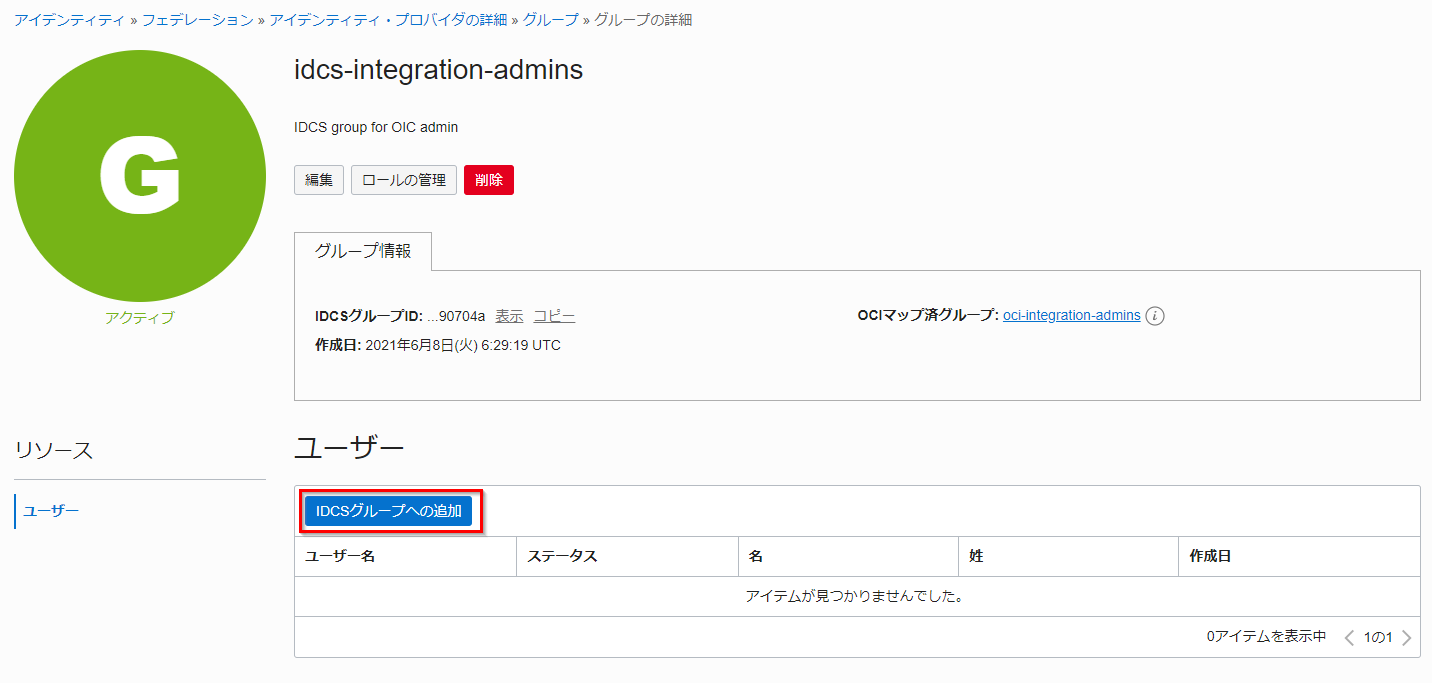 アイデンティティ » フェデレーション » アイデンティティ・プロバイダの詳細 » グループ » グループの詳細
G
アクティブ
idcs-integration-admins
IDCS group for OIC admin
編集 ロールの管理 削除
グループ情報
IDCSグループID: ...90704a 表示 コピー
OCIマップ済グループ: oci-integration-admins i
作成日: 2021年6月8日(火) 6:29:19 UTC
リソース
ユーザー
ユーザー
IDCSグループへの追加
ユーザー名 ステータス 名 姓 作成日
アイテムが見つかりませんでした。
0アイテムを表示中 1の1